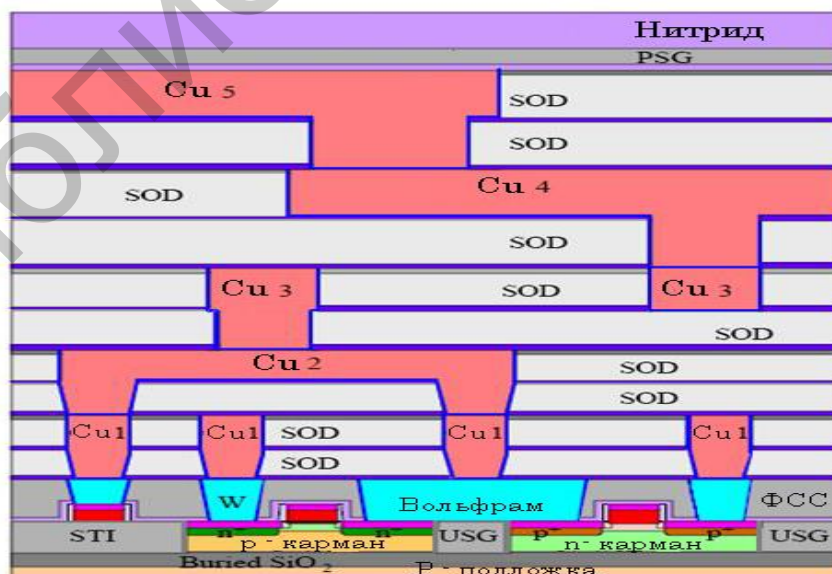 Нитрид
PSG
Cu 5
SOD
SOD
SOD
Cu 4
SOD
Cu 3
SOD
Cu 3
SOD
Cu 2
SOD
SOD
Cu1
Cu1
SOD
Cu1
Cu1
SOD
W
Вольфрам
ФСС
STI
n-
n-
USG
p-
p-
USG
p - карман
n- карман
Buried SiO2
P - подложка